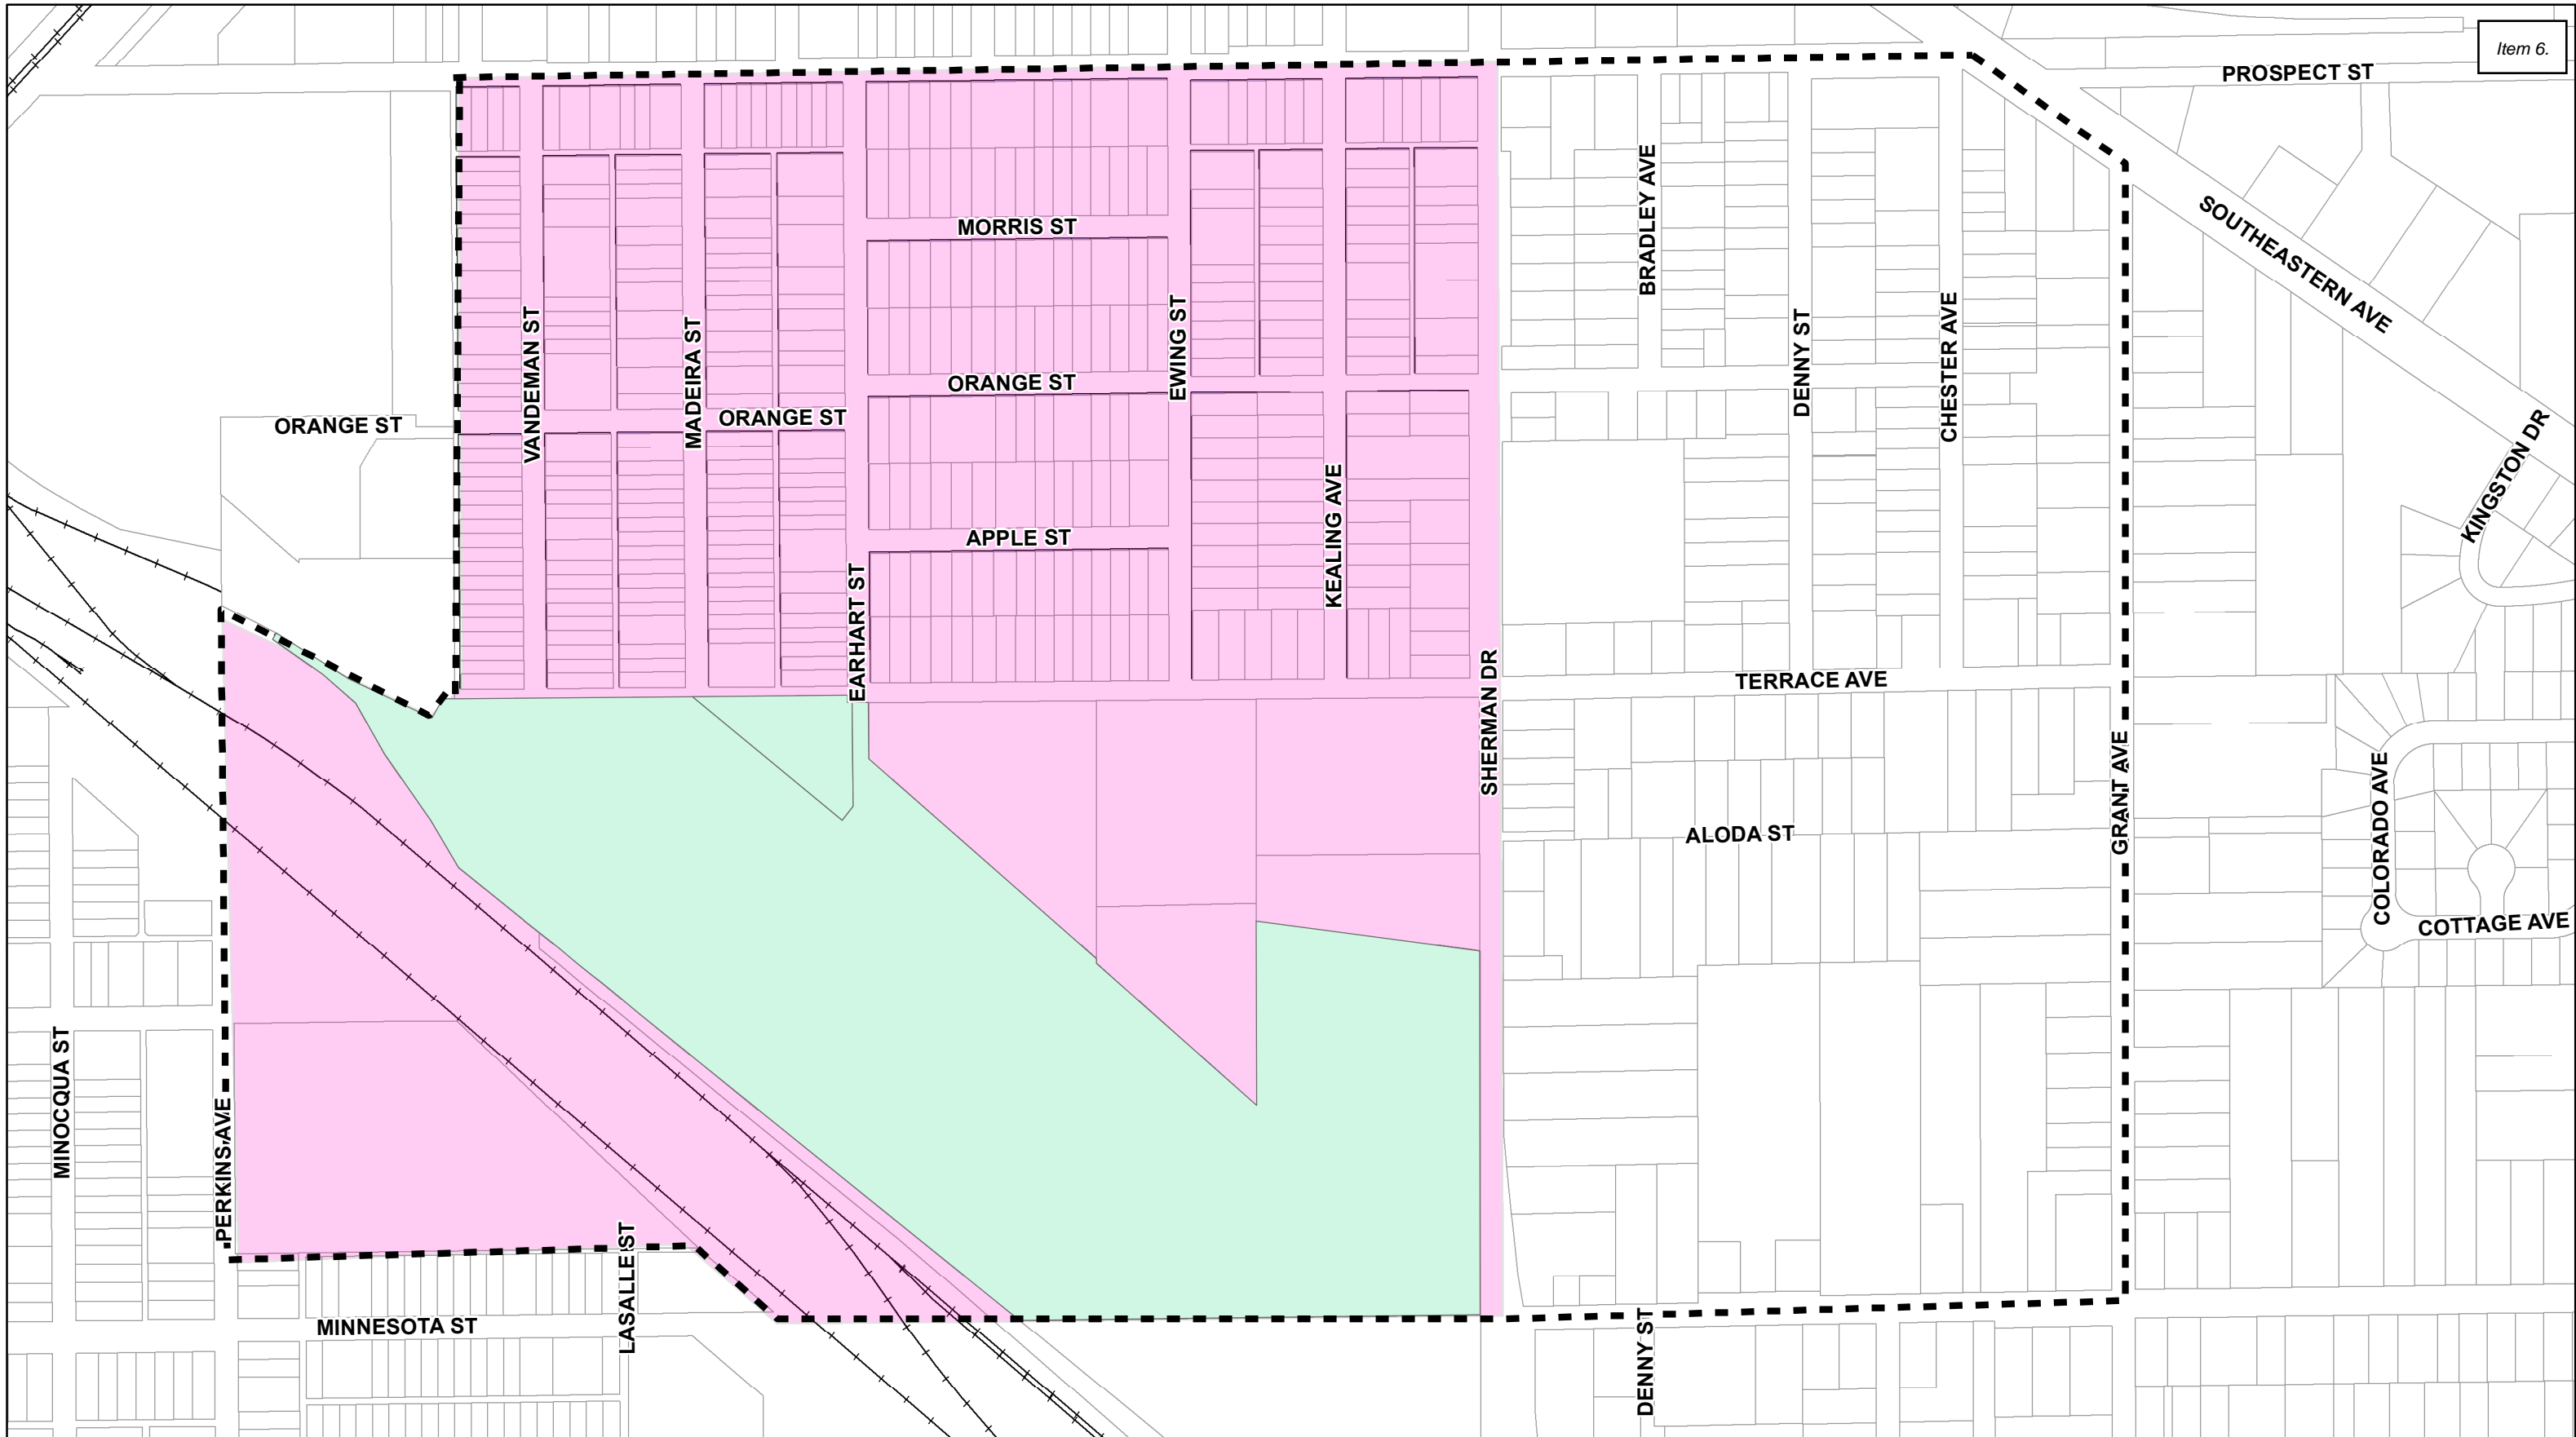 Item 6.
PROSPECT ST
SOUTHEASTERN AVE
BRADLEY AVE
MORRIS ST
VANDEMAN ST
MADEIRA ST
EWING ST
DENNY ST
CHESTER AVE
ORANGE ST
ORANGE ST
ORANGE ST
KINGSTON DR
KEALING AVE
APPLE ST
EARHART ST
SHERMAN DR
TERRACE AVE
GRANT AVE
ALODA ST
COLORADO AVE
COTTAGE AVE
MINOCQUA ST
PERKINS AVE
LASALLE ST
MINNESOTA ST
DENNY ST